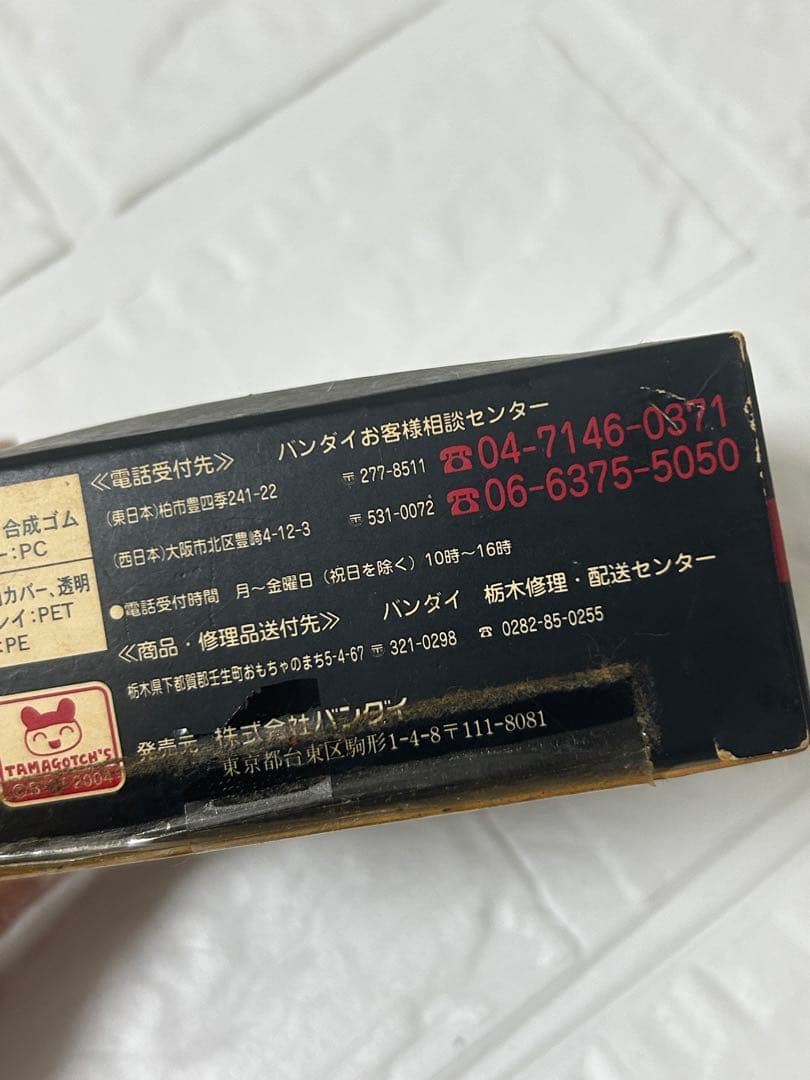 合成ゴム
ー:PC
カバー、透明
レイ:PET
:PE
≪電話受付先≫ バンダイお客様相談センター
(東日本)柏市豊四季241-22 〒277-8511 ☎04-7146-0371
(西日本)大阪市北区豊崎4-12-3 〒531-0072 ☎06-6375-5050
●電話受付時間 月〜金曜日(祝日を除く)10時〜16時
≪商品・修理品送付先≫ バンダイ 栃木修理・配送センター
栃木県下都賀郡壬生町おもちゃのまち5-4-67 〒321-0298 ☎ 0282-85-0255
発売元 株式会社バンダイ
東京都台東区駒形1-4-8〒111-8081
TAMAGOTCH'S
2004